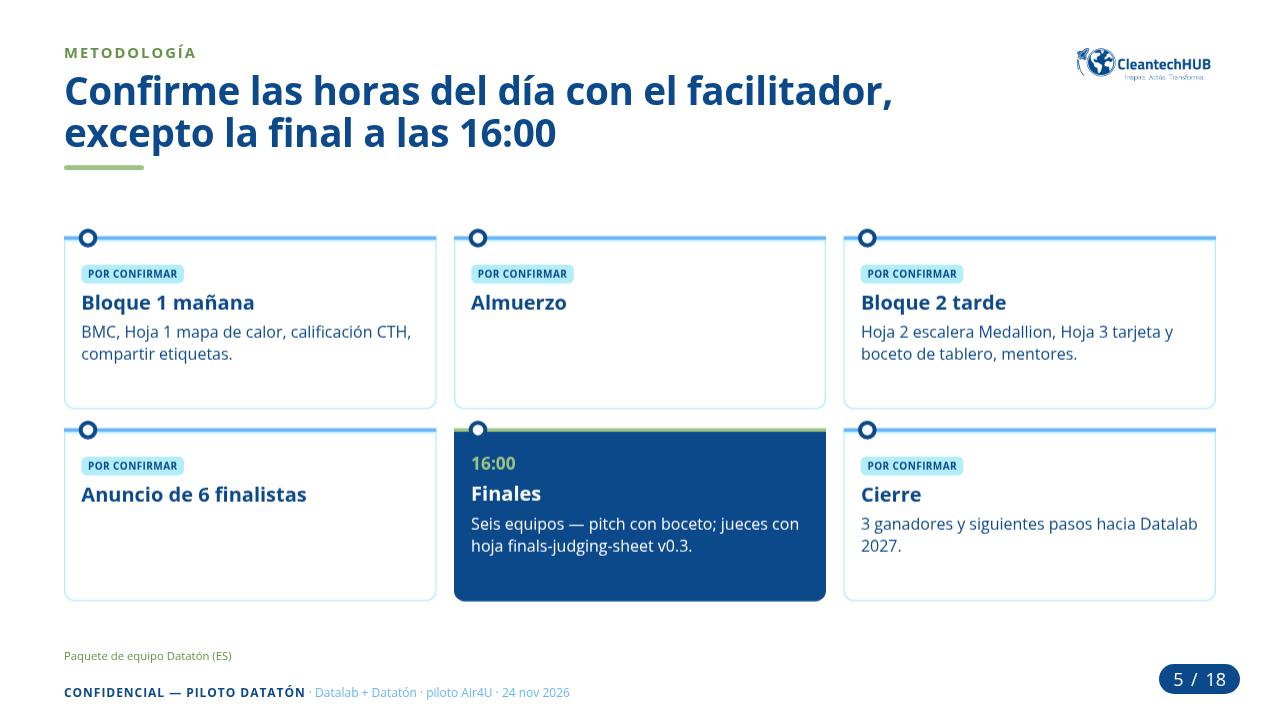 METODOLOGÍA
Confirme las horas del día con el facilitador,
excepto la final a las 16:00
CleantechHUB
Inspira. Actúa. Transforma.
POR CONFIRMAR
Bloque 1 mañana
BMC, Hoja 1 mapa de calor, calificación CTH,
compartir etiquetas.
POR CONFIRMAR
Almuerzo
POR CONFIRMAR
Bloque 2 tarde
Hoja 2 escalera Medallion, Hoja 3 tarjeta y
boceto de tablero, mentores.
POR CONFIRMAR
Anuncio de 6 finalistas
16:00
Finales
Seis equipos — pitch con boceto; jueces con
hoja finals-judging-sheet v0.3.
POR CONFIRMAR
Cierre
3 ganadores y siguientes pasos hacia Datalab
2027.
Paquete de equipo Datatón (ES)
CONFIDENCIAL — PILOTO DATATÓN · Datalab + Datatón · piloto Air4U · 24 nov 2026
5 / 18